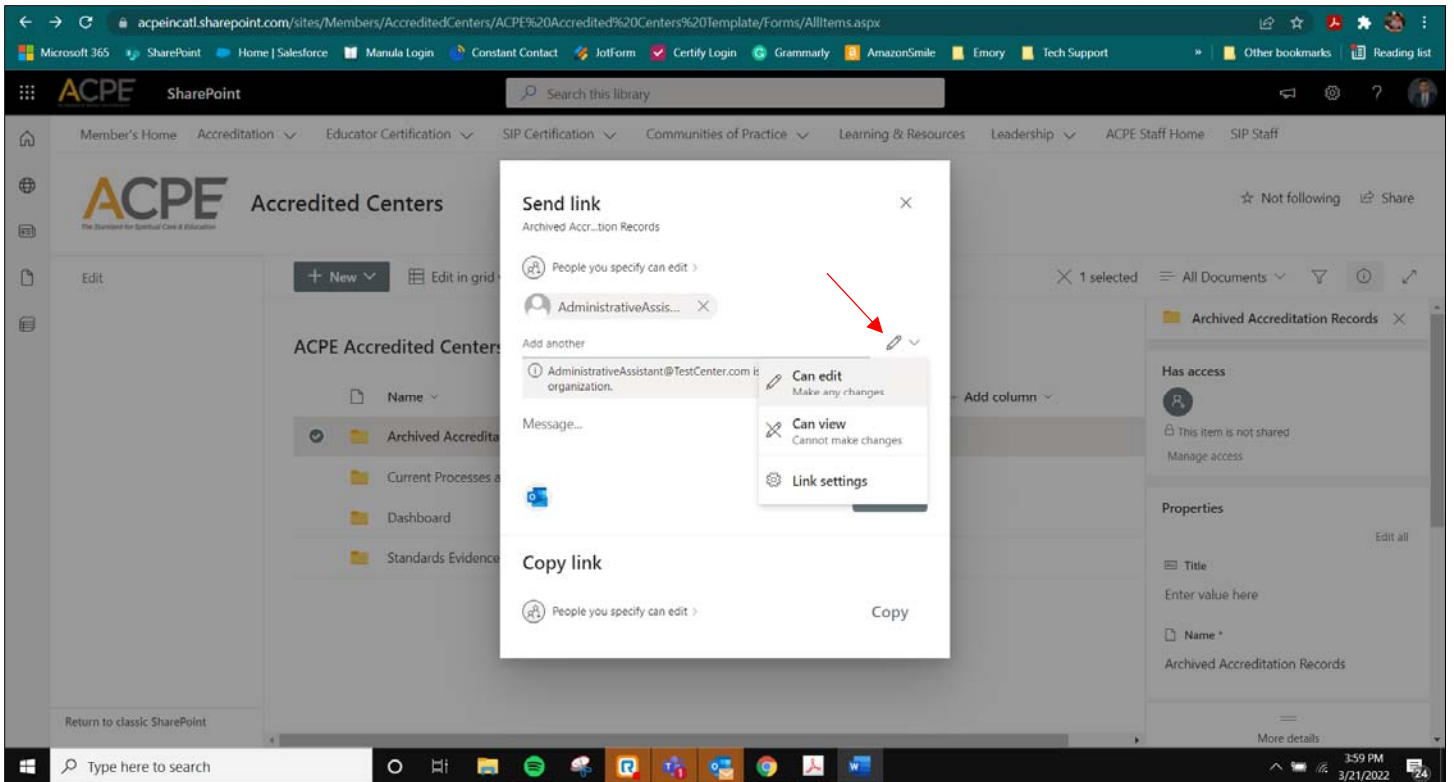 acpeincatl.sharepoint.com/sites/Members/AccreditedCenters/ACPE%20Accredited%20Centers%20Template/Forms/AllItems.aspx
Microsoft 365 SharePoint Home | Salesforce Manula Login Constant Contact JotForm Certify Login Grammarly AmazonSmile Emory Tech Support » Other bookmarks Reading list
ACPE SharePoint Search this library ?
Member's Home Accreditation Educator Certification SIP Certification Communities of Practice Learning & Resources Leadership ACPE Staff Home SIP Staff
ACPE Accredited Centers Not following Share
The Standard for Spiritual Care & Education
Send link
Archived Accr...tion Records
People you specify can edit >
AdministrativeAssis... ×
Add another
AdministrativeAssistant@TestCenter.com is
organization.
Can edit
Make any changes
Can view
Cannot make changes
Link settings
Message...
Copy link
People you specify can edit >
Copy
Edit + New Edit in grid 1 selected All Documents
ACPE Accredited Centers
Name Add column
Archived Accredita
Current Processes a
Dashboard
Standards Evidence
Archived Accreditation Records
Has access
This item is not shared
Manage access
Properties
Edit all
Title
Enter value here
Name *
Archived Accreditation Records
More details
Return to classic SharePoint
Type here to search
3:59 PM
3/21/2022
24